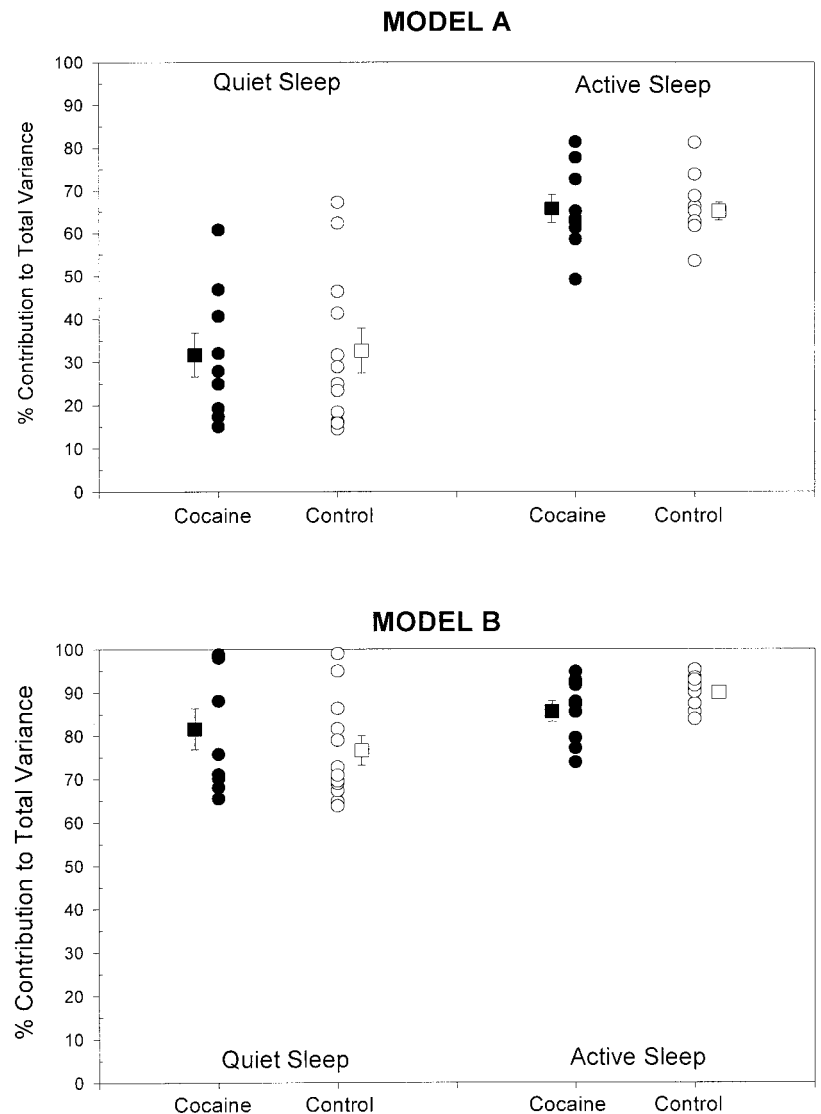 MODEL A
% Contribution to Total Variance
100
90
80
70
60
50
40
30
20
10
0
Quiet Sleep
Active Sleep
Cocaine
Control
Cocaine
Control
MODEL B
% Contribution to Total Variance
100
90
80
70
60
50
40
30
20
10
0
Quiet Sleep
Active Sleep
Cocaine
Control
Cocaine
Control